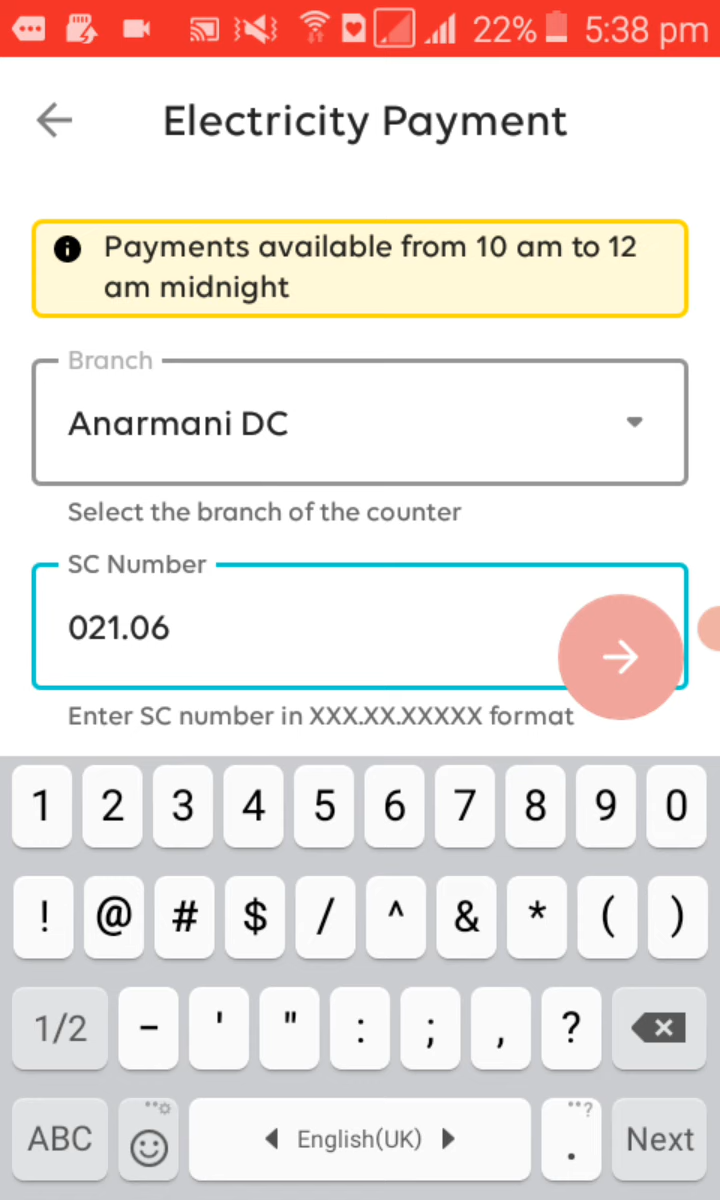 22% 5:38 pm
Electricity Payment
Payments available from 10 am to 12
am midnight
Branch
Anarmani DC
Select the branch of the counter
SC Number
021.06
Enter SC number in XXX.XX.XXXXX format
1 2 3 4 5 6 7 8 9 0
! @ # $ / ^ & * ( )
1/2 - ' " : ; , ?
ABC English(UK) . Next